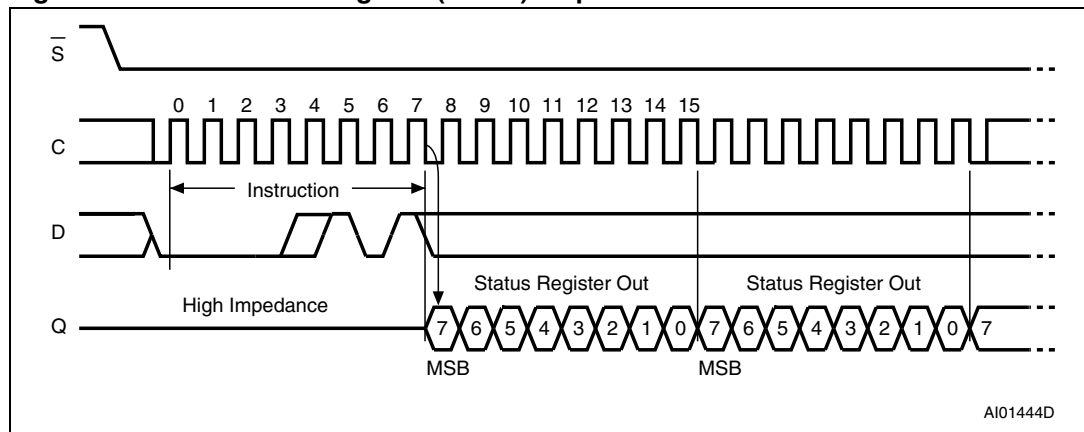 S
0 1 2 3 4 5 6 7 8 9 10 11 12 13 14 15
C
Instruction
D
Status Register Out Status Register Out
High Impedance
Q 7 6 5 4 3 2 1 0 7 6 5 4 3 2 1 0 7
MSB MSB
AI01444D